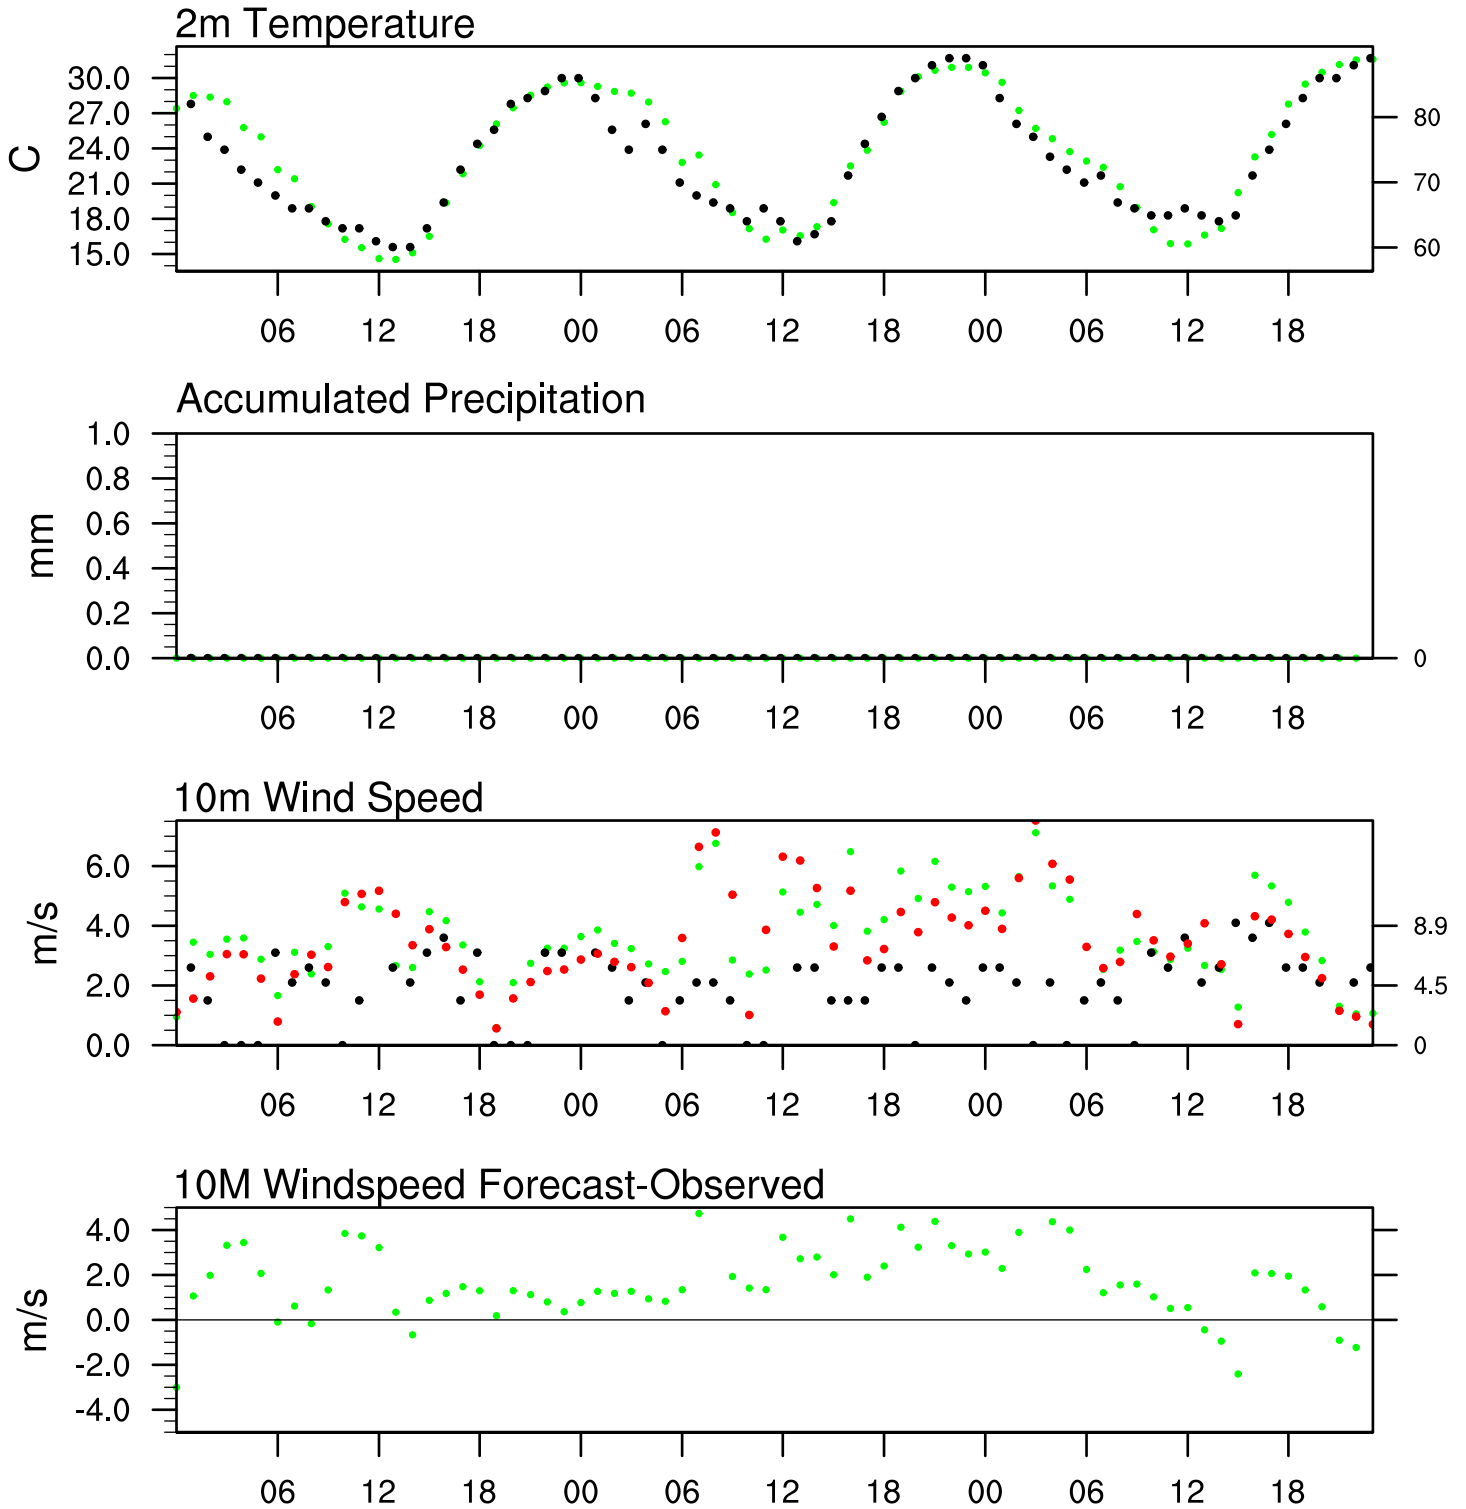 2m Temperature
30.0
27.0
24.0
21.0
18.0
15.0
C
80
70
60
06 12 18 00 06 12 18 00 06 12 18
Accumulated Precipitation
1.0
0.8
0.6
0.4
0.2
0.0
mm
0
06 12 18 00 06 12 18 00 06 12 18
10m Wind Speed
6.0
4.0
2.0
0.0
m/s
8.9
4.5
0
06 12 18 00 06 12 18 00 06 12 18
10M Windspeed Forecast-Observed
4.0
2.0
0.0
-2.0
-4.0
m/s
06 12 18 00 06 12 18 00 06 12 18